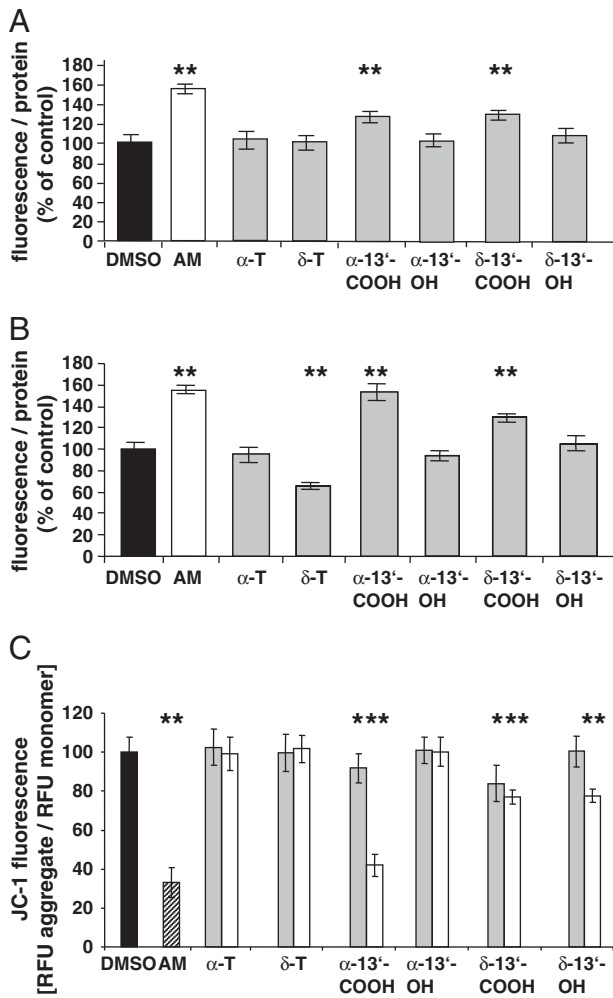 A
fluorescence / protein
(% of control)
180
160
140
120
100
80
60
40
20
0
** ** **
DMSO AM α-T δ-T α-13‘- α-13‘- δ-13‘- δ-13‘-
COOH OH COOH OH
B
fluorescence / protein
(% of control)
180
160
140
120
100
80
60
40
20
0
** ** ** **
DMSO AM α-T δ-T α-13‘- α-13‘- δ-13‘- δ-13‘-
COOH OH COOH OH
C
JC-1 fluorescence
[RFU aggregate / RFU monomer]
120
100
80
60
40
20
0
** *** *** **
DMSO AM α-T δ-T α-13‘- α-13‘- δ-13‘- δ-13‘-
COOH OH COOH OH